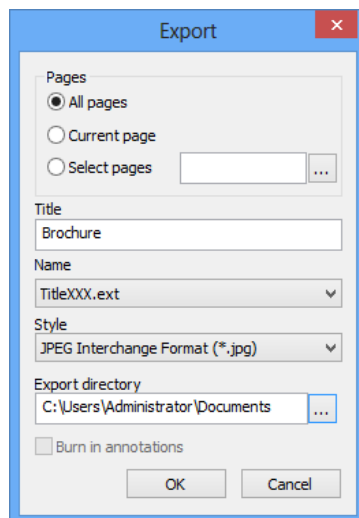 Export
Pages
All pages
Current page
Select pages
...
Title
Brochure
Name
TitleXXX.ext
Style
JPEG Interchange Format (*.jpg)
Export directory
C:\Users\Administrator\Documents
...
Burn in annotations
OK Cancel